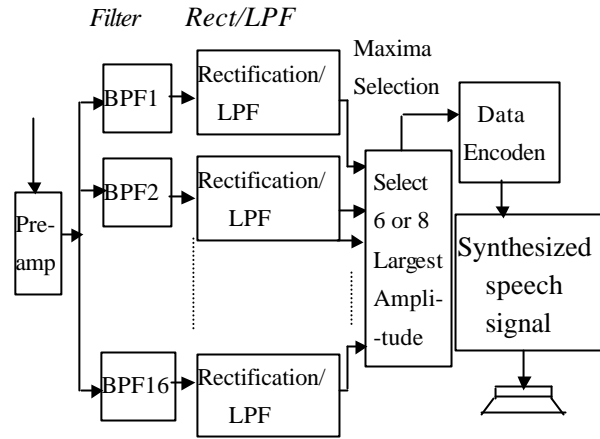 Filter Rect/LPF
Maxima
Selection
BPF1
Rectification/
LPF
Data
Encoden
BPF2
Rectification/
LPF
Select
6 or 8
Largest
Ampli-
-tude
Pre-
amp
Synthesized
speech
signal
BPF16
Rectification/
LPF